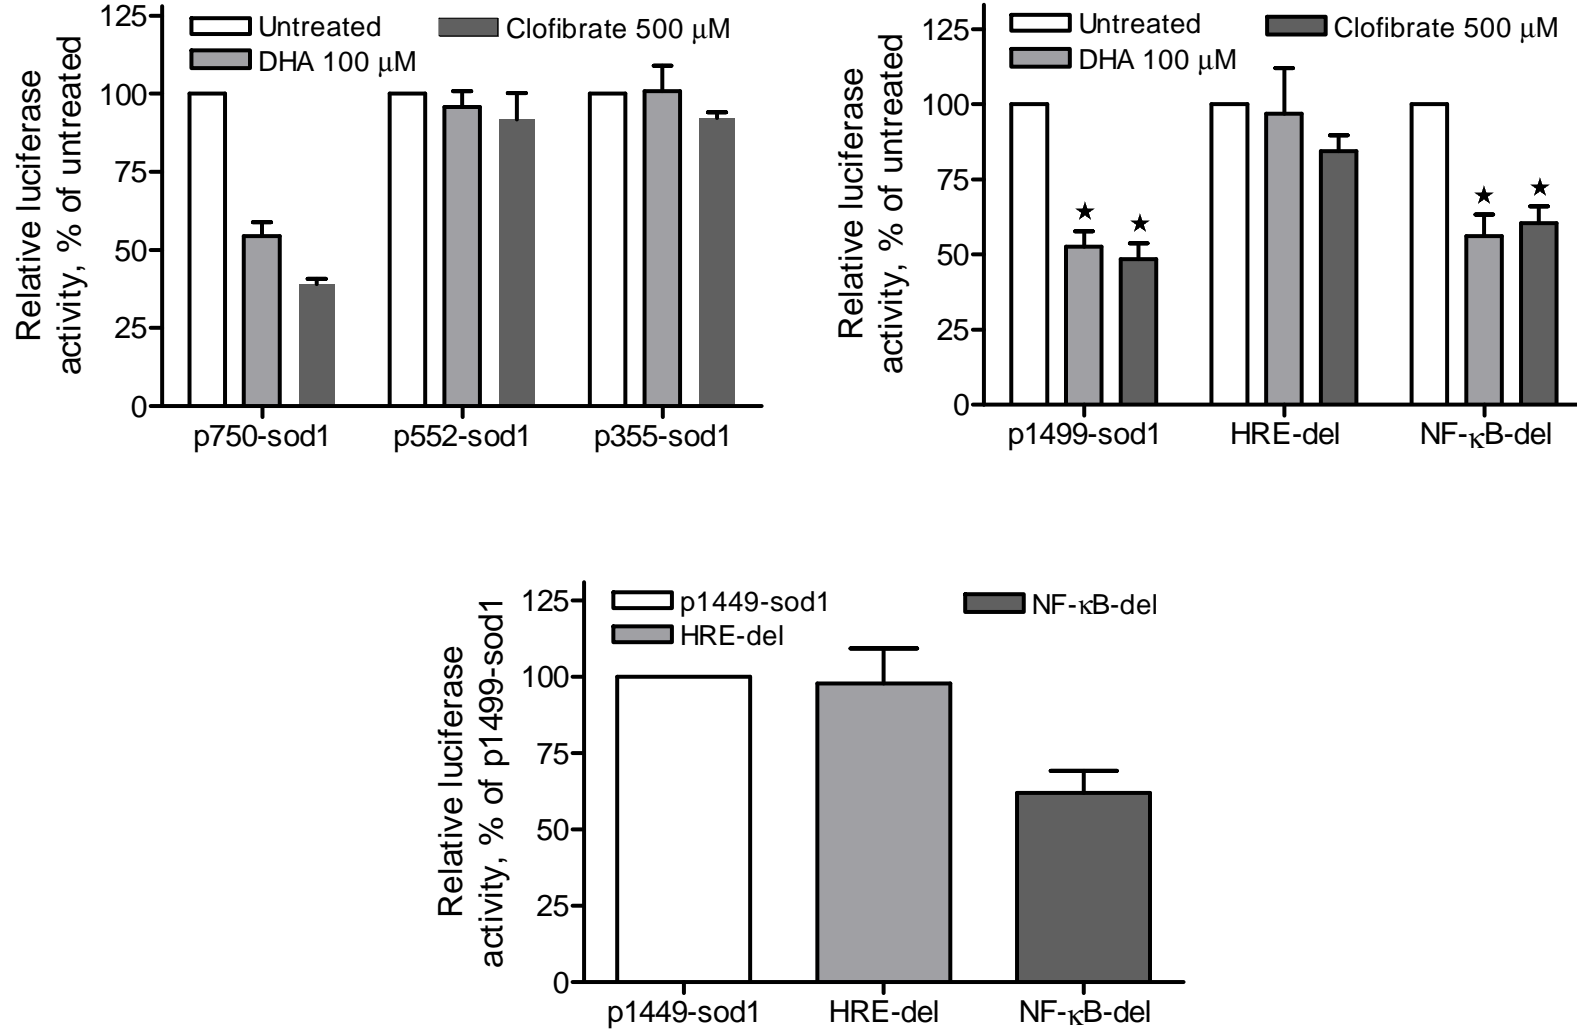 Relative luciferase
activity, % of untreated
125
100
75
50
25
0
Untreated
DHA 100 μM
Clofibrate 500 μM
p750-sod1
p552-sod1
p355-sod1
Relative luciferase
activity, % of untreated
125
100
75
50
25
0
Untreated
DHA 100 μM
Clofibrate 500 μM
★
★
★
★
p1499-sod1
HRE-del
NF-κB-del
Relative luciferase
activity, % of p1499-sod1
125
100
75
50
25
0
p1449-sod1
HRE-del
NF-κB-del
p1449-sod1
HRE-del
NF-κB-del